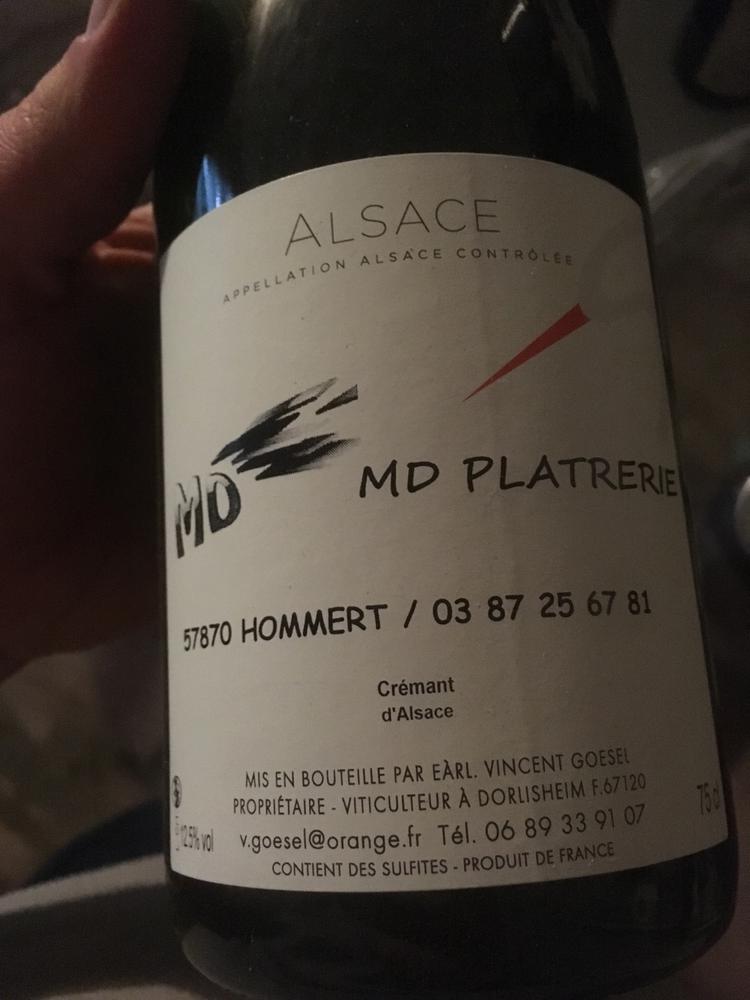 ALSACE
APPELLATION ALSACE CONTRÔLÉE
MD
MD PLATRERIE
57870 HOMMERT / 03 87 25 67 81
Crémant
d'Alsace
MIS EN BOUTEILLE PAR EÀRL. VINCENT GOESEL
PROPRIÉTAIRE - VITICULTEUR À DORLISHEIM F.67120
12.5% vol
v.goesel@orange.fr Tél. 06 89 33 91 07
75 cl
CONTIENT DES SULFITES - PRODUIT DE FRANCE